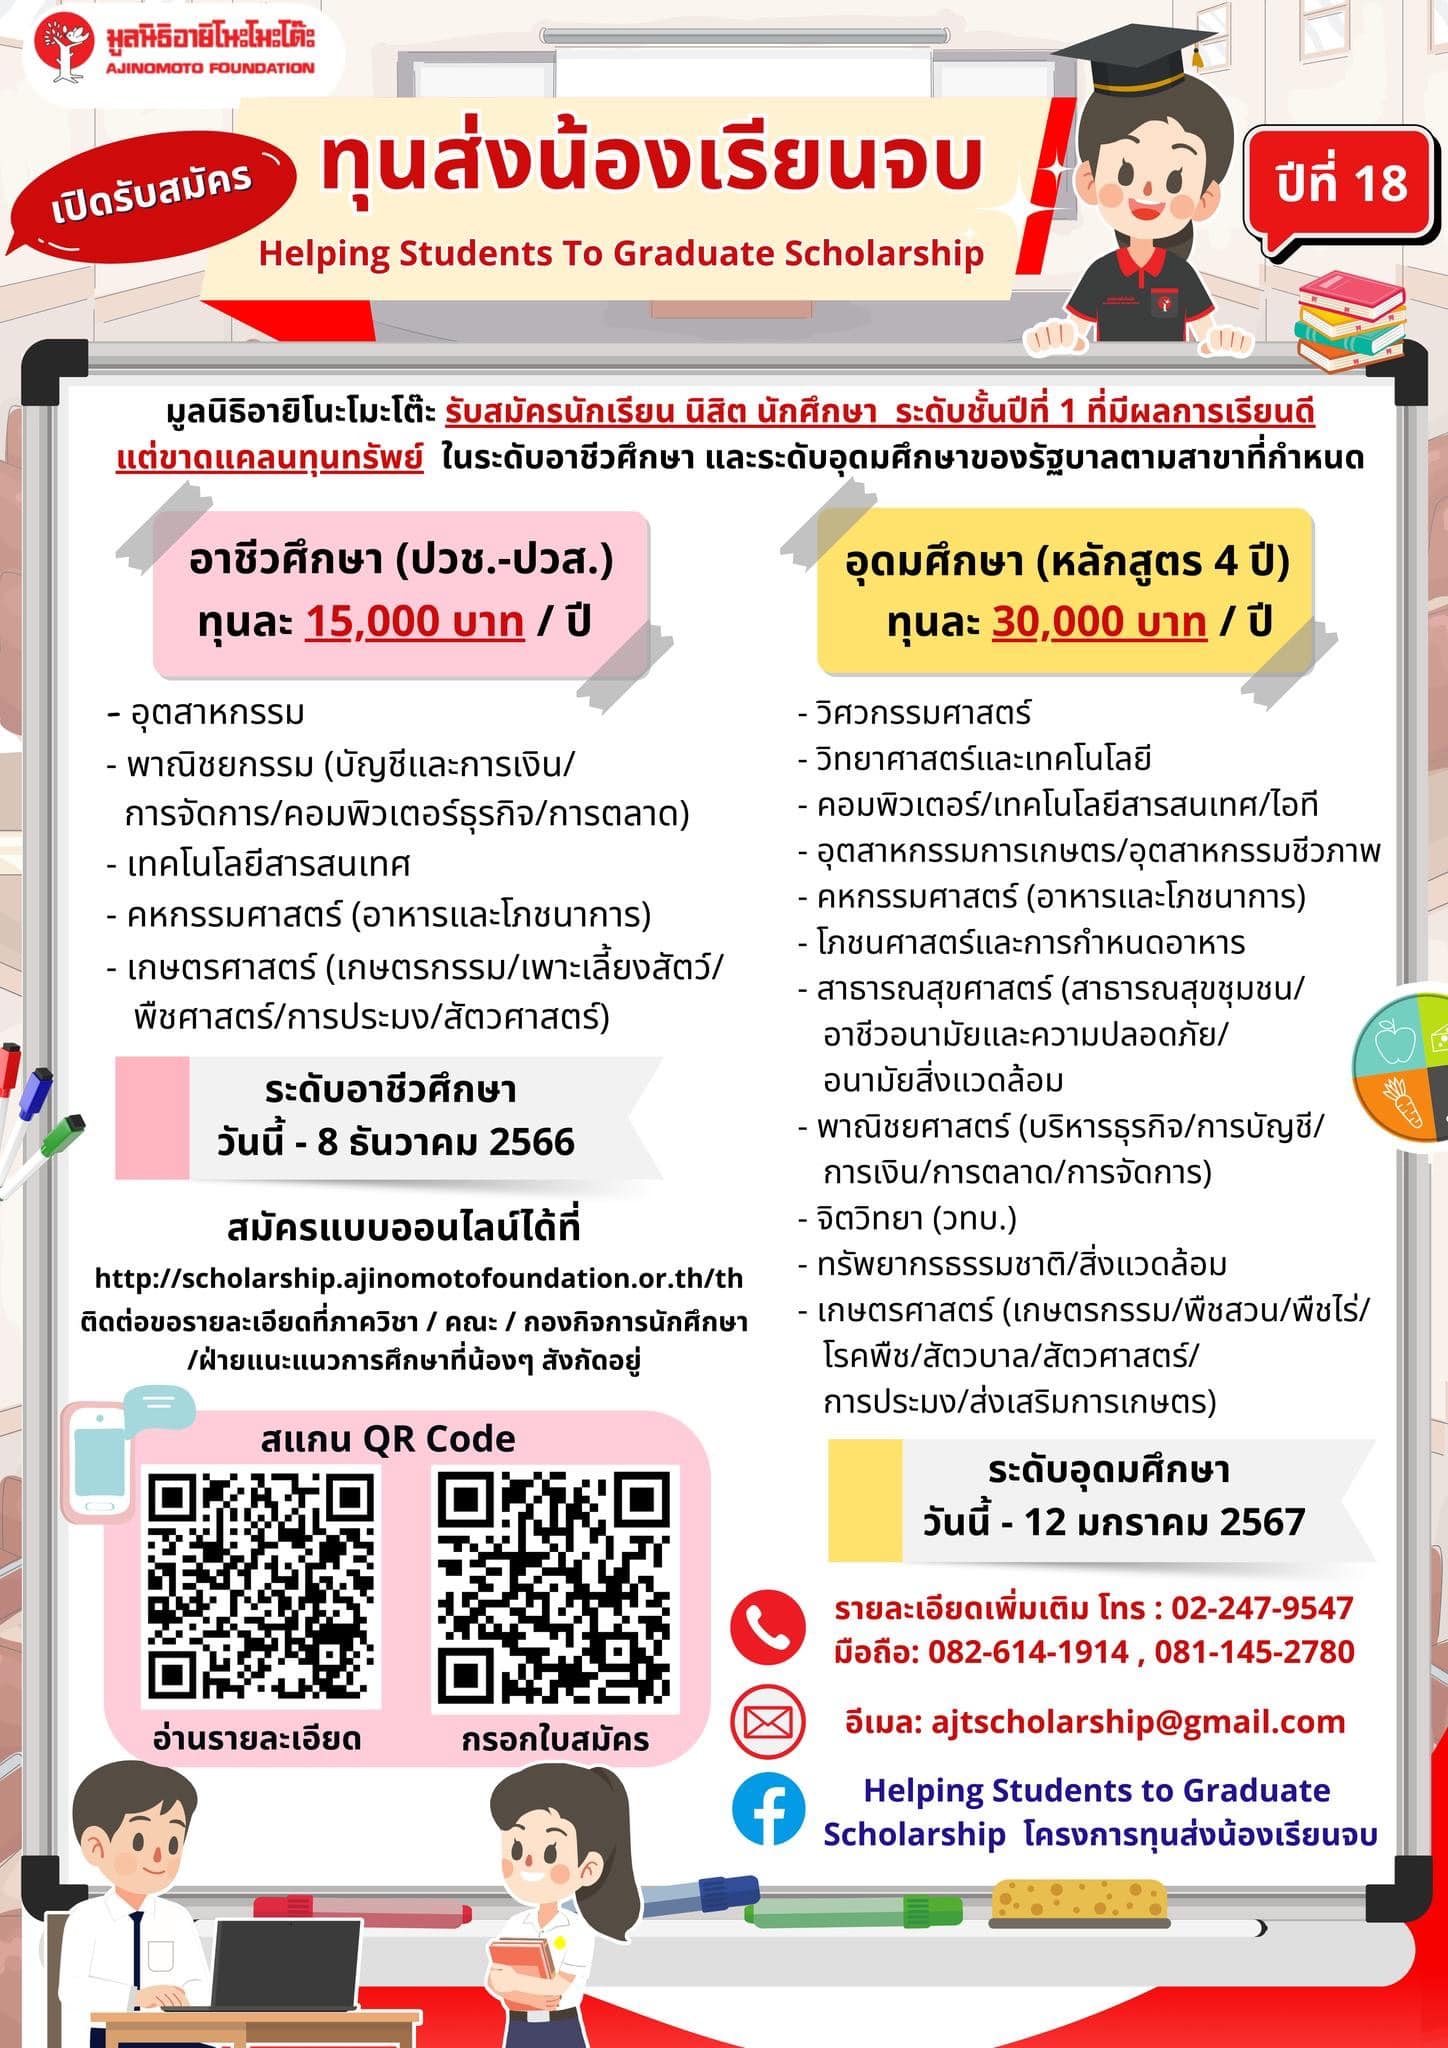 มูลนิธิอายิโนะโมะโต๊ะ
AJINOMOTO FOUNDATION
เปิดรับสมัคร
ทุนส่งน้องเรียนจบ
Helping Students To Graduate Scholarship
ปีที่ 18
มูลนิธิอายิโนะโมะโต๊ะ รับสมัครนักเรียน นิสิต นักศึกษา ระดับชั้นปีที่ 1 ที่มีผลการเรียนดี
แต่ขาดแคลนทุนทรัพย์ ในระดับอาชีวศึกษา และระดับอุดมศึกษาของรัฐบาลตามสาขาที่กำหนด
อาชีวศึกษา (ปวช.-ปวส.)
ทุนละ 15,000 บาท / ปี
- อุตสาหกรรม
- พาณิชยกรรม (บัญชีและการเงิน/
การจัดการ/คอมพิวเตอร์ธุรกิจ/การตลาด)
- เทคโนโลยีสารสนเทศ
- คหกรรมศาสตร์ (อาหารและโภชนาการ)
- เกษตรศาสตร์ (เกษตรกรรม/เพาะเลี้ยงสัตว์/
พืชศาสตร์/การประมง/สัตวศาสตร์)
ระดับอาชีวศึกษา
วันนี้ - 8 ธันวาคม 2566
สมัครแบบออนไลน์ได้ที่
http://scholarship.ajinomotofoundation.or.th/th
ติดต่อขอรายละเอียดที่ภาควิชา / คณะ / กองกิจการนักศึกษา
/ฝ่ายแนะแนวการศึกษาที่น้องๆ สังกัดอยู่
สแกน QR Code
อ่านรายละเอียด
กรอกใบสมัคร
อุดมศึกษา (หลักสูตร 4 ปี)
ทุนละ 30,000 บาท / ปี
- วิศวกรรมศาสตร์
- วิทยาศาสตร์และเทคโนโลยี
- คอมพิวเตอร์/เทคโนโลยีสารสนเทศ/ไอที
- อุตสาหกรรมการเกษตร/อุตสาหกรรมชีวภาพ
- คหกรรมศาสตร์ (อาหารและโภชนาการ)
- โภชนศาสตร์และการกำหนดอาหาร
- สาธารณสุขศาสตร์ (สาธารณสุขชุมชน/
อาชีวอนามัยและความปลอดภัย/
อนามัยสิ่งแวดล้อม
- พาณิชยศาสตร์ (บริหารธุรกิจ/การบัญชี/
การเงิน/การตลาด/การจัดการ)
- จิตวิทยา (วทบ.)
- ทรัพยากรธรรมชาติ/สิ่งแวดล้อม
- เกษตรศาสตร์ (เกษตรกรรม/พืชสวน/พืชไร่/
โรคพืช/สัตวบาล/สัตวศาสตร์/
การประมง/ส่งเสริมการเกษตร)
ระดับอุดมศึกษา
วันนี้ - 12 มกราคม 2567
รายละเอียดเพิ่มเติม โทร : 02-247-9547
มือถือ: 082-614-1914 , 081-145-2780
อีเมล: ajtscholarship@gmail.com
Helping Students to Graduate
Scholarship โครงการทุนส่งน้องเรียนจบ